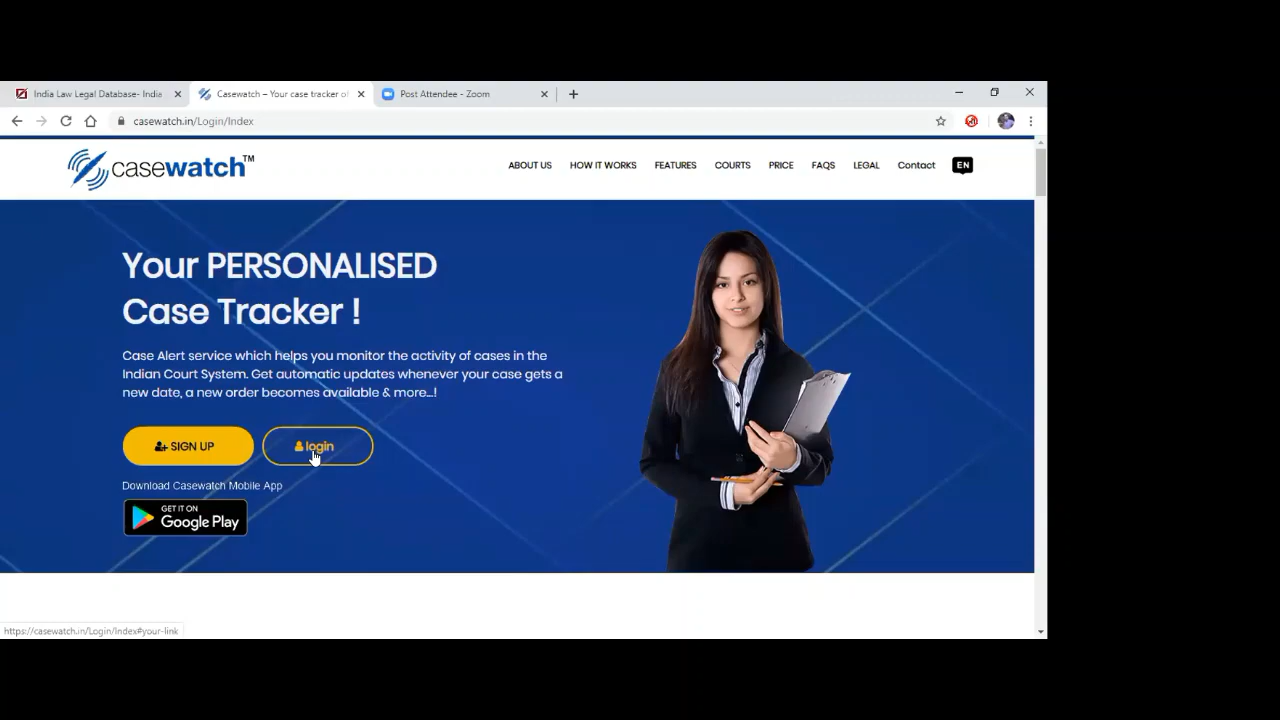 India Law Legal Database- India
Casewatch – Your case tracker of
Post Attendee - Zoom
casewatch.in/Login/Index
casewatch™
ABOUT US
HOW IT WORKS
FEATURES
COURTS
PRICE
FAQS
LEGAL
Contact
EN
Your PERSONALISED
Case Tracker !
Case Alert service which helps you monitor the activity of cases in the
Indian Court System. Get automatic updates whenever your case gets a
new date, a new order becomes available & more...!
SIGN UP
login
Download Casewatch Mobile App
GET IT ON
Google Play
https://casewatch.in/Login/Index#your-link